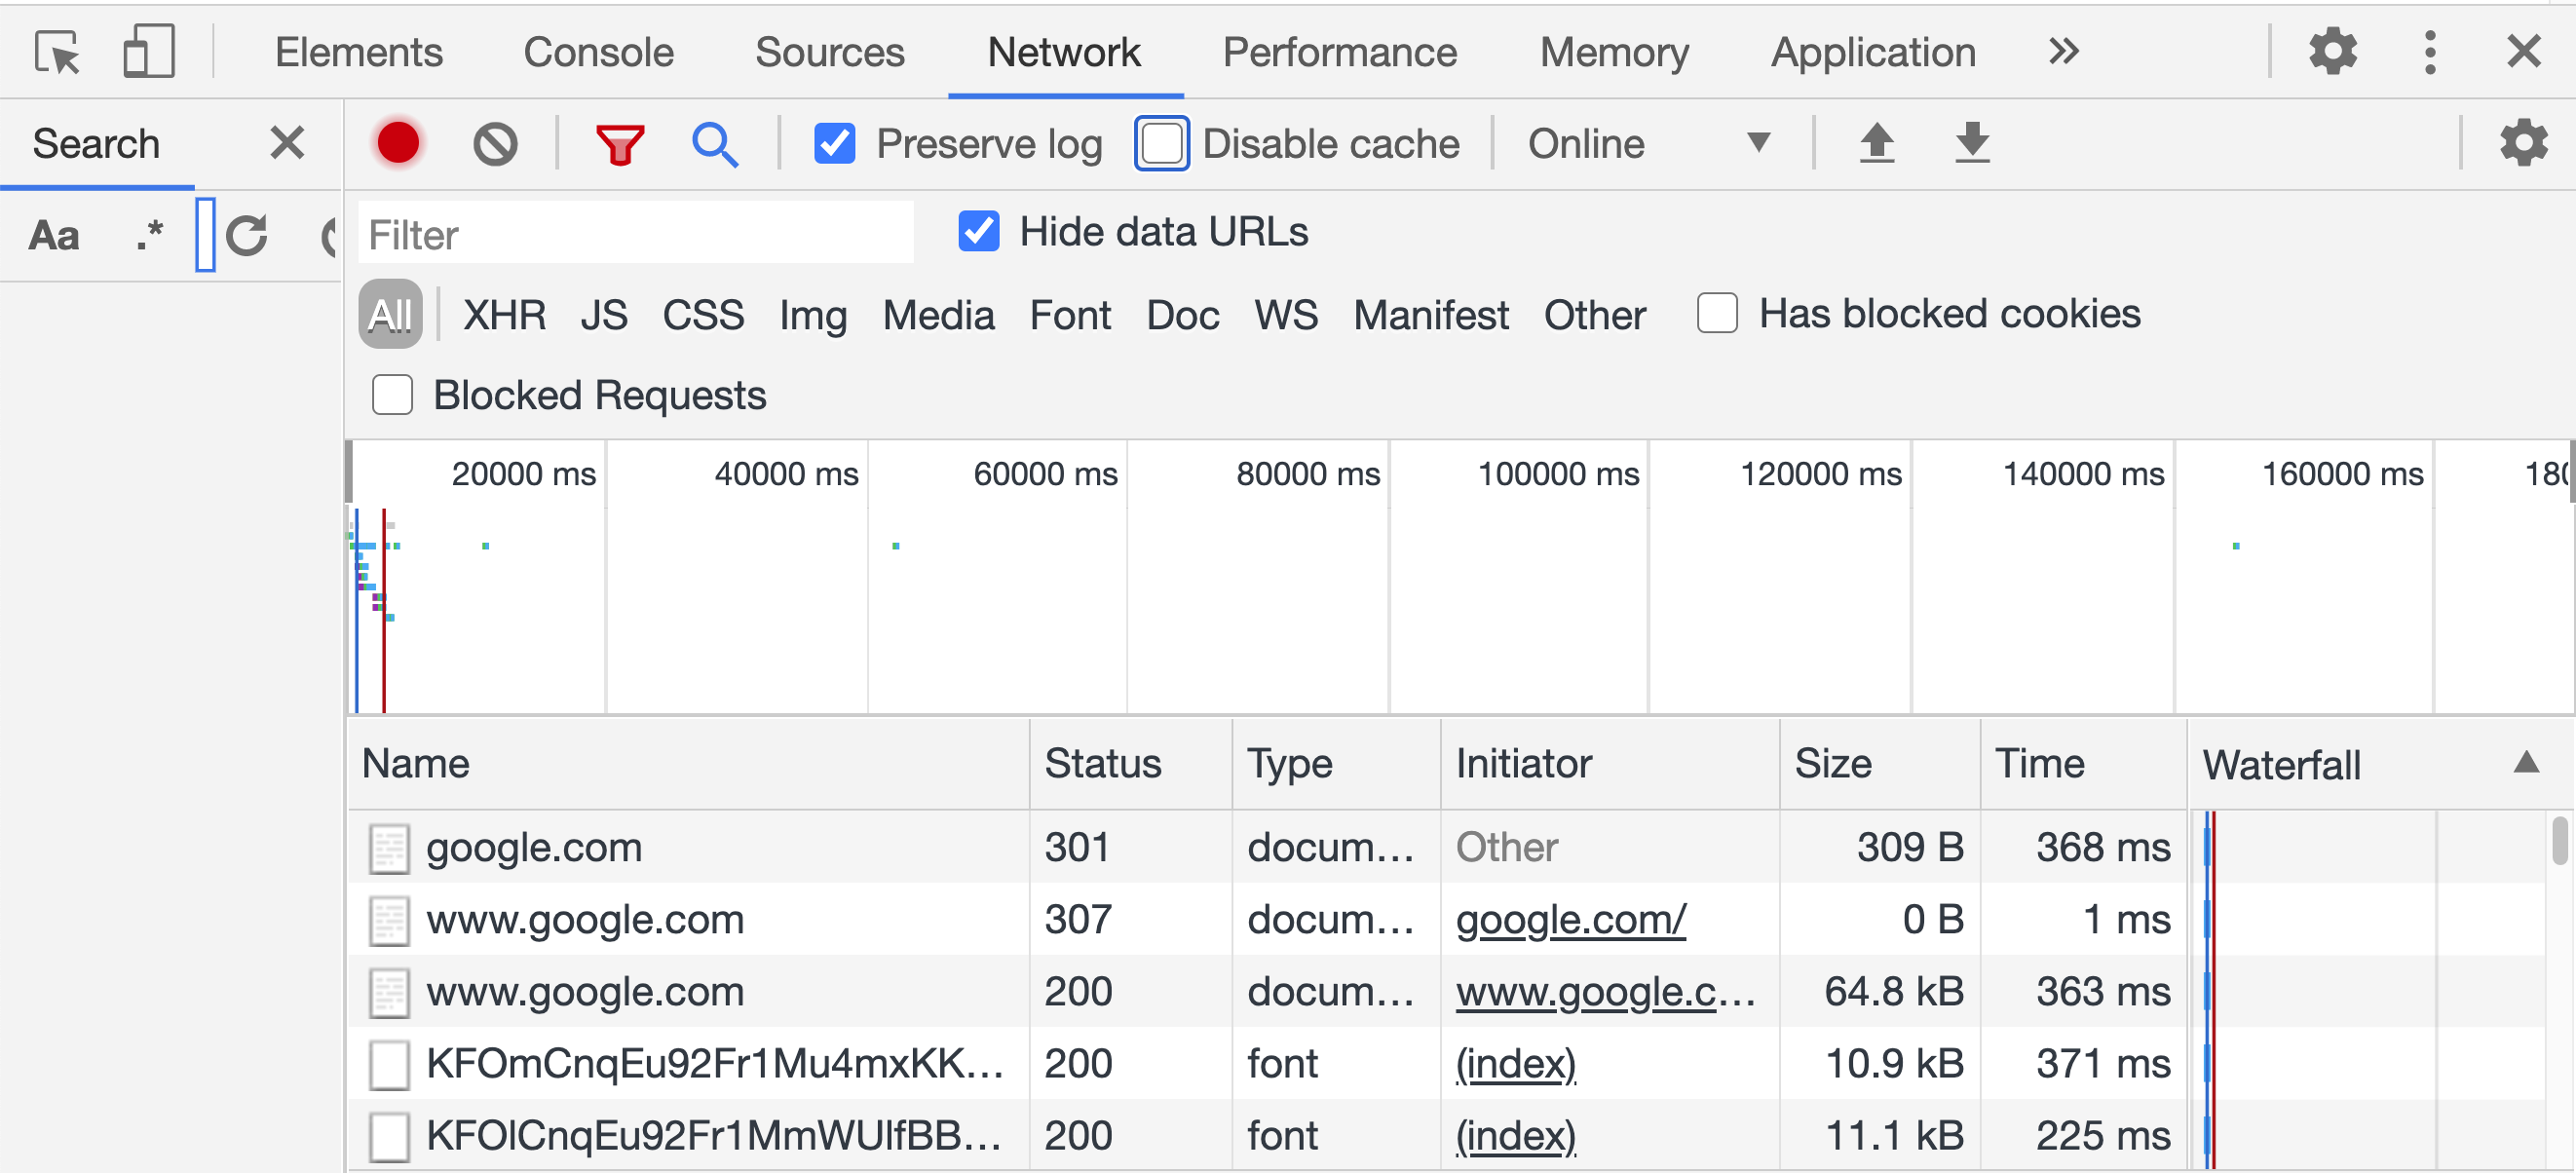 Elements Console Sources Network Performance Memory Application »
Search
Preserve log Disable cache Online
Aa .*
Filter Hide data URLs
All XHR JS CSS Img Media Font Doc WS Manifest Other Has blocked cookies
Blocked Requests
20000 ms 40000 ms 60000 ms 80000 ms 100000 ms 120000 ms 140000 ms 160000 ms 180
Name Status Type Initiator Size Time Waterfall
google.com 301 docum... Other 309 B 368 ms
www.google.com 307 docum... google.com/ 0 B 1 ms
www.google.com 200 docum... www.google.c... 64.8 kB 363 ms
KFOmCnqEu92Fr1Mu4mxKK... 200 font (index) 10.9 kB 371 ms
KFOlCnqEu92Fr1MmWUlfBB... 200 font (index) 11.1 kB 225 ms